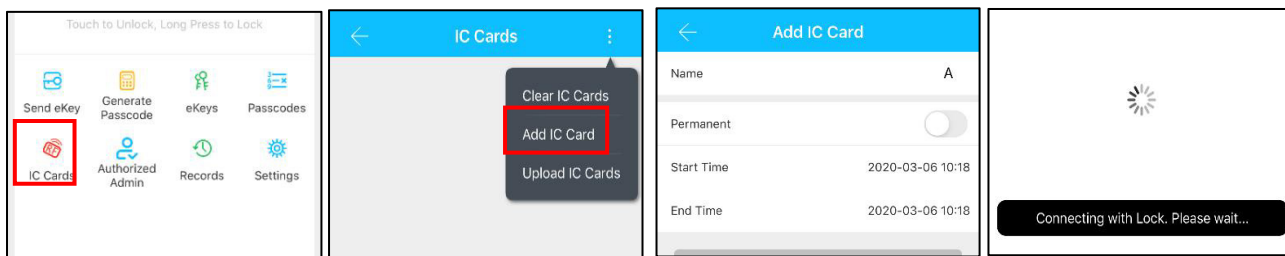 Touch to Unlock, Long Press to Lock
Send eKey
Generate
Passcode
eKeys
Passcodes
RF
IC Cards
Authorized
Admin
Records
Settings
IC Cards
Clear IC Cards
Add IC Card
Upload IC Cards
Add IC Card
Name A
Permanent
Start Time 2020-03-06 10:18
End Time 2020-03-06 10:18
Connecting with Lock. Please wait...